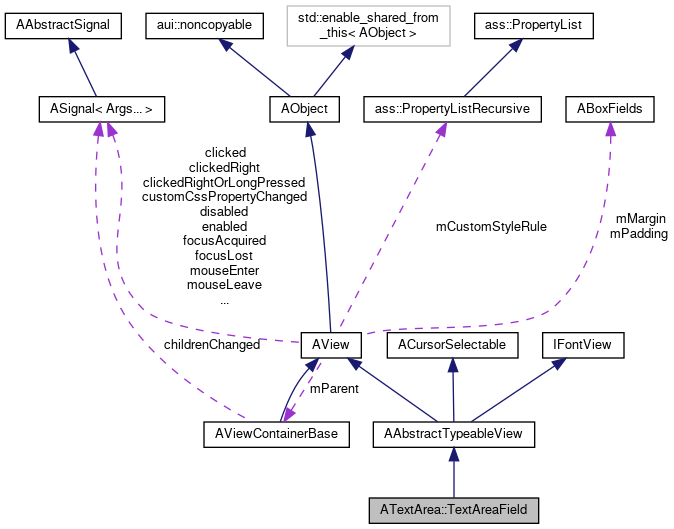 AAbstractSignal
aui::noncopyable
std::enable_shared_from
_this< AObject >
ass::PropertyList
ASignal< Args... >
AObject
ass::PropertyListRecursive
ABoxFields
clicked
clickedRight
clickedRightOrLongPressed
customCssPropertyChanged
disabled
enabled
focusAcquired
focusLost
mouseEnter
mouseLeave
...
mCustomStyleRule
mMargin
mPadding
childrenChanged
AView
ACursorSelectable
IFontView
mParent
AViewContainerBase
AAbstractTypeableView
ATextArea::TextAreaField